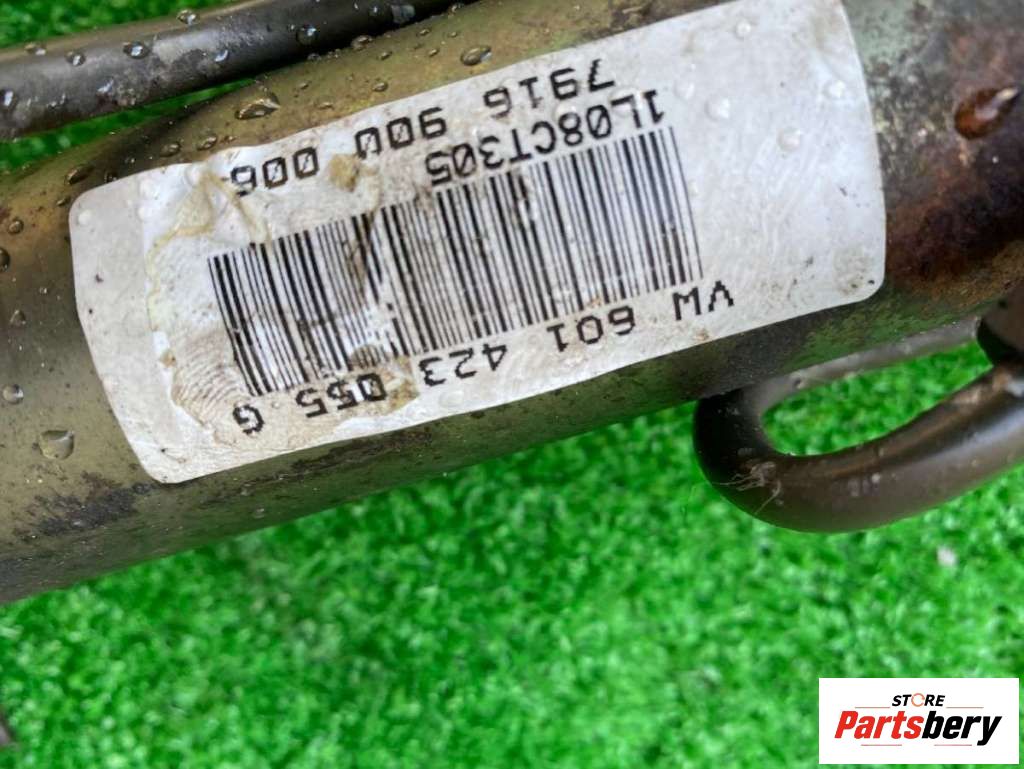 VW 601 423 055 G
1L08CT305
7916 900 006
STORE
Partsbery